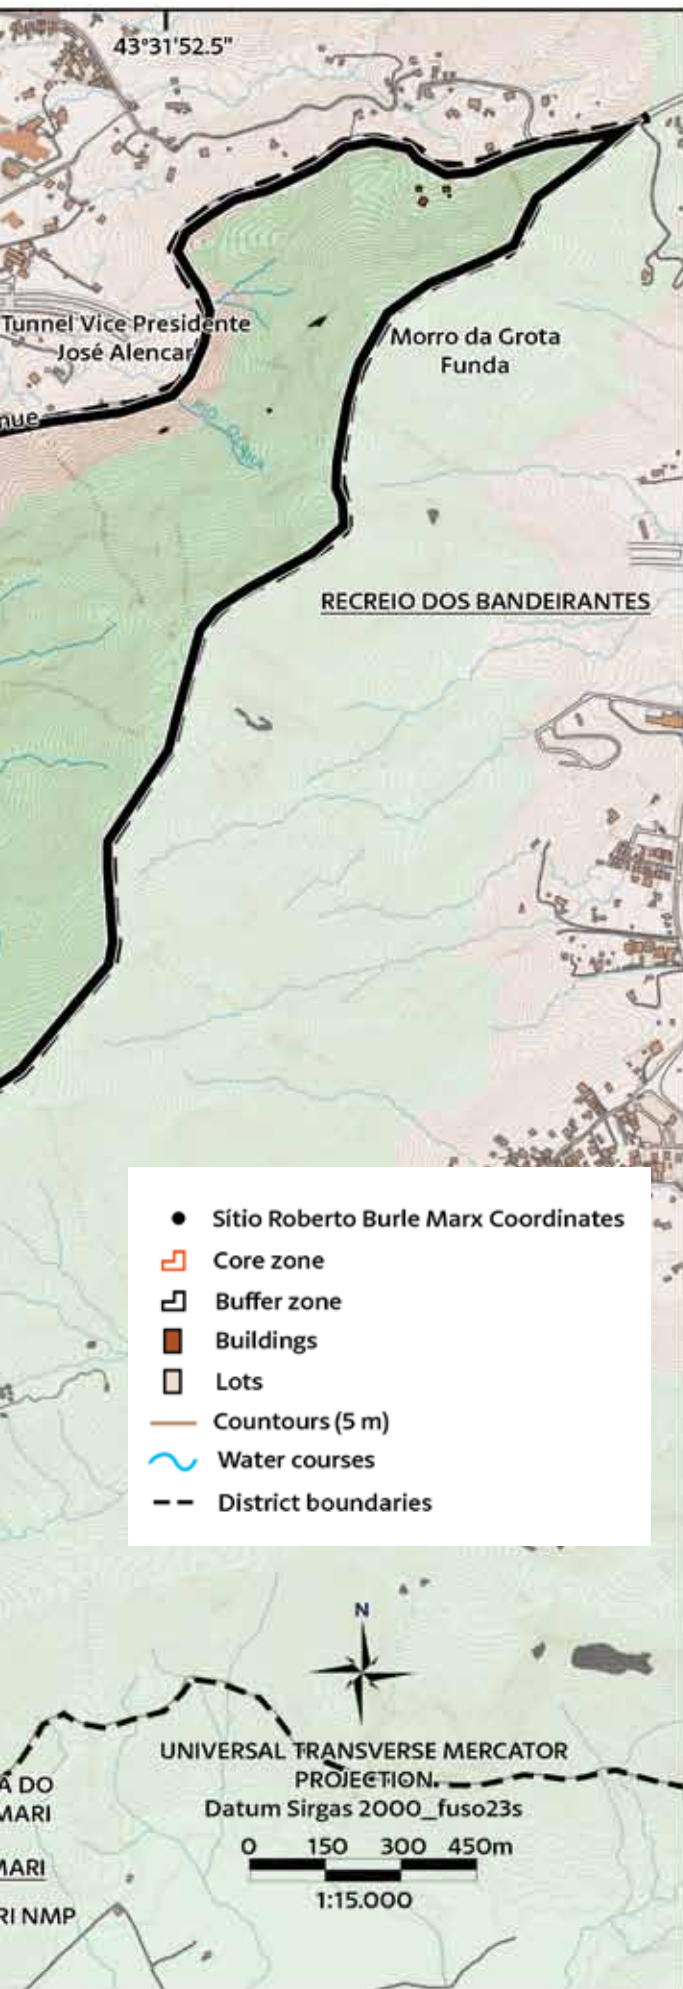 43°31'52.5"
Tunnel Vice Presidente
José Alencar
Morro da Grota
Funda
nue
RECREIO DOS BANDEIRANTES
Sítio Roberto Burle Marx Coordinates
Core zone
Buffer zone
Buildings
Lots
Countours (5 m)
Water courses
District boundaries
N
UNIVERSAL TRANSVERSE MERCATOR
PROJECTION
Datum Sirgas 2000_fuso23s
A DO
MARI
MARI
RI NMP
0 150 300 450m
1:15.000